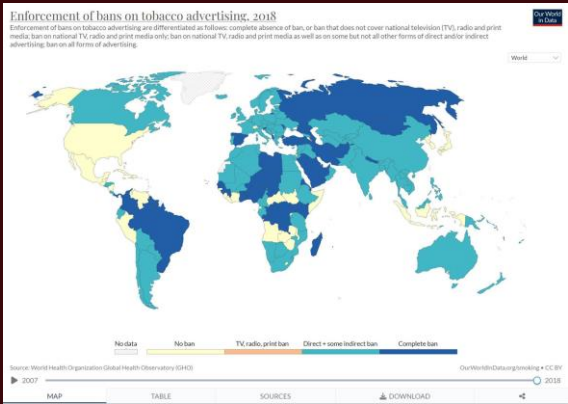 Enforcement of bans on tobacco advertising, 2018
Our World
in Data
Enforcement of bans on tobacco advertising are differentiated as follows: complete absence of ban, or ban that does not cover national television (TV), radio and print
media; ban on national TV, radio and print media only; ban on national TV, radio and print media as well as on some but not all other forms of direct and/or indirect
advertising; ban on all forms of advertising.
World
No data
No ban
TV, radio, print ban
Direct + some indirect ban
Complete ban
Source: World Health Organization Global Health Observatory (GHO)
OurWorldInData.org/smoking • CC BY
2007
2018
MAP
TABLE
SOURCES
DOWNLOAD